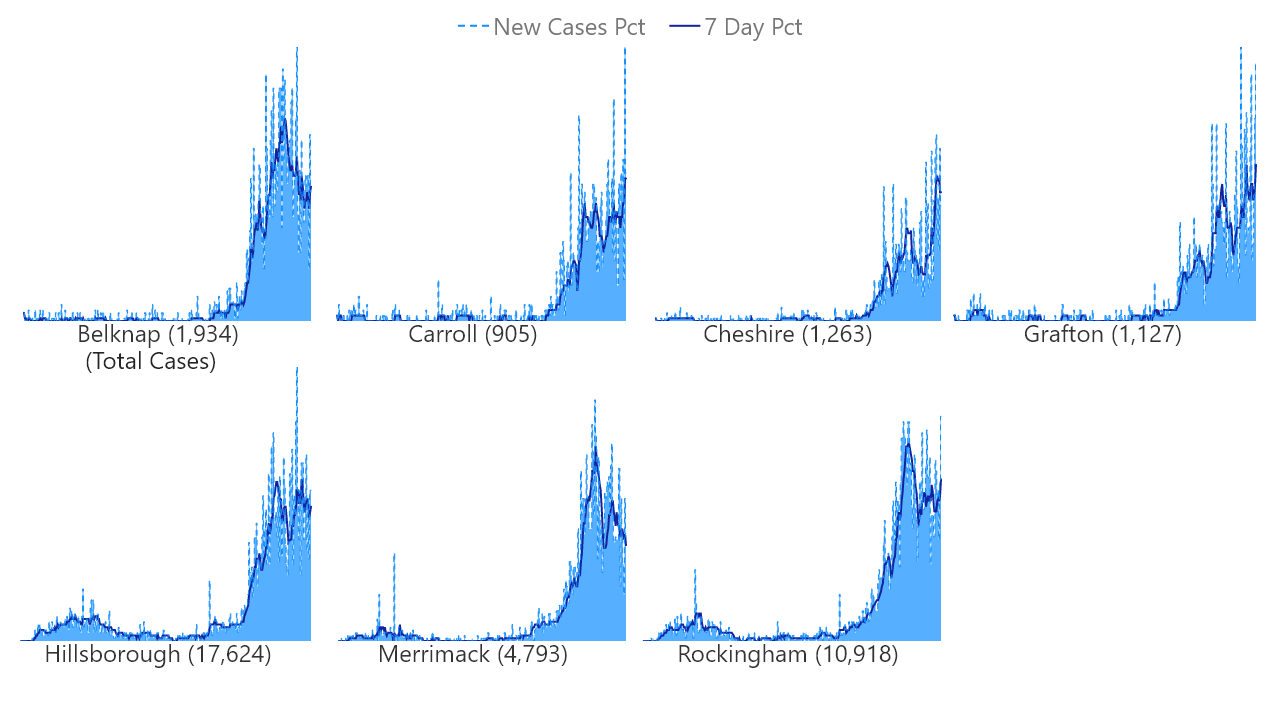 New Cases Pct 7 Day Pct
Belknap (1,934)
(Total Cases)
Carroll (905)
Cheshire (1,263)
Grafton (1,127)
Hillsborough (17,624)
Merrimack (4,793)
Rockingham (10,918)